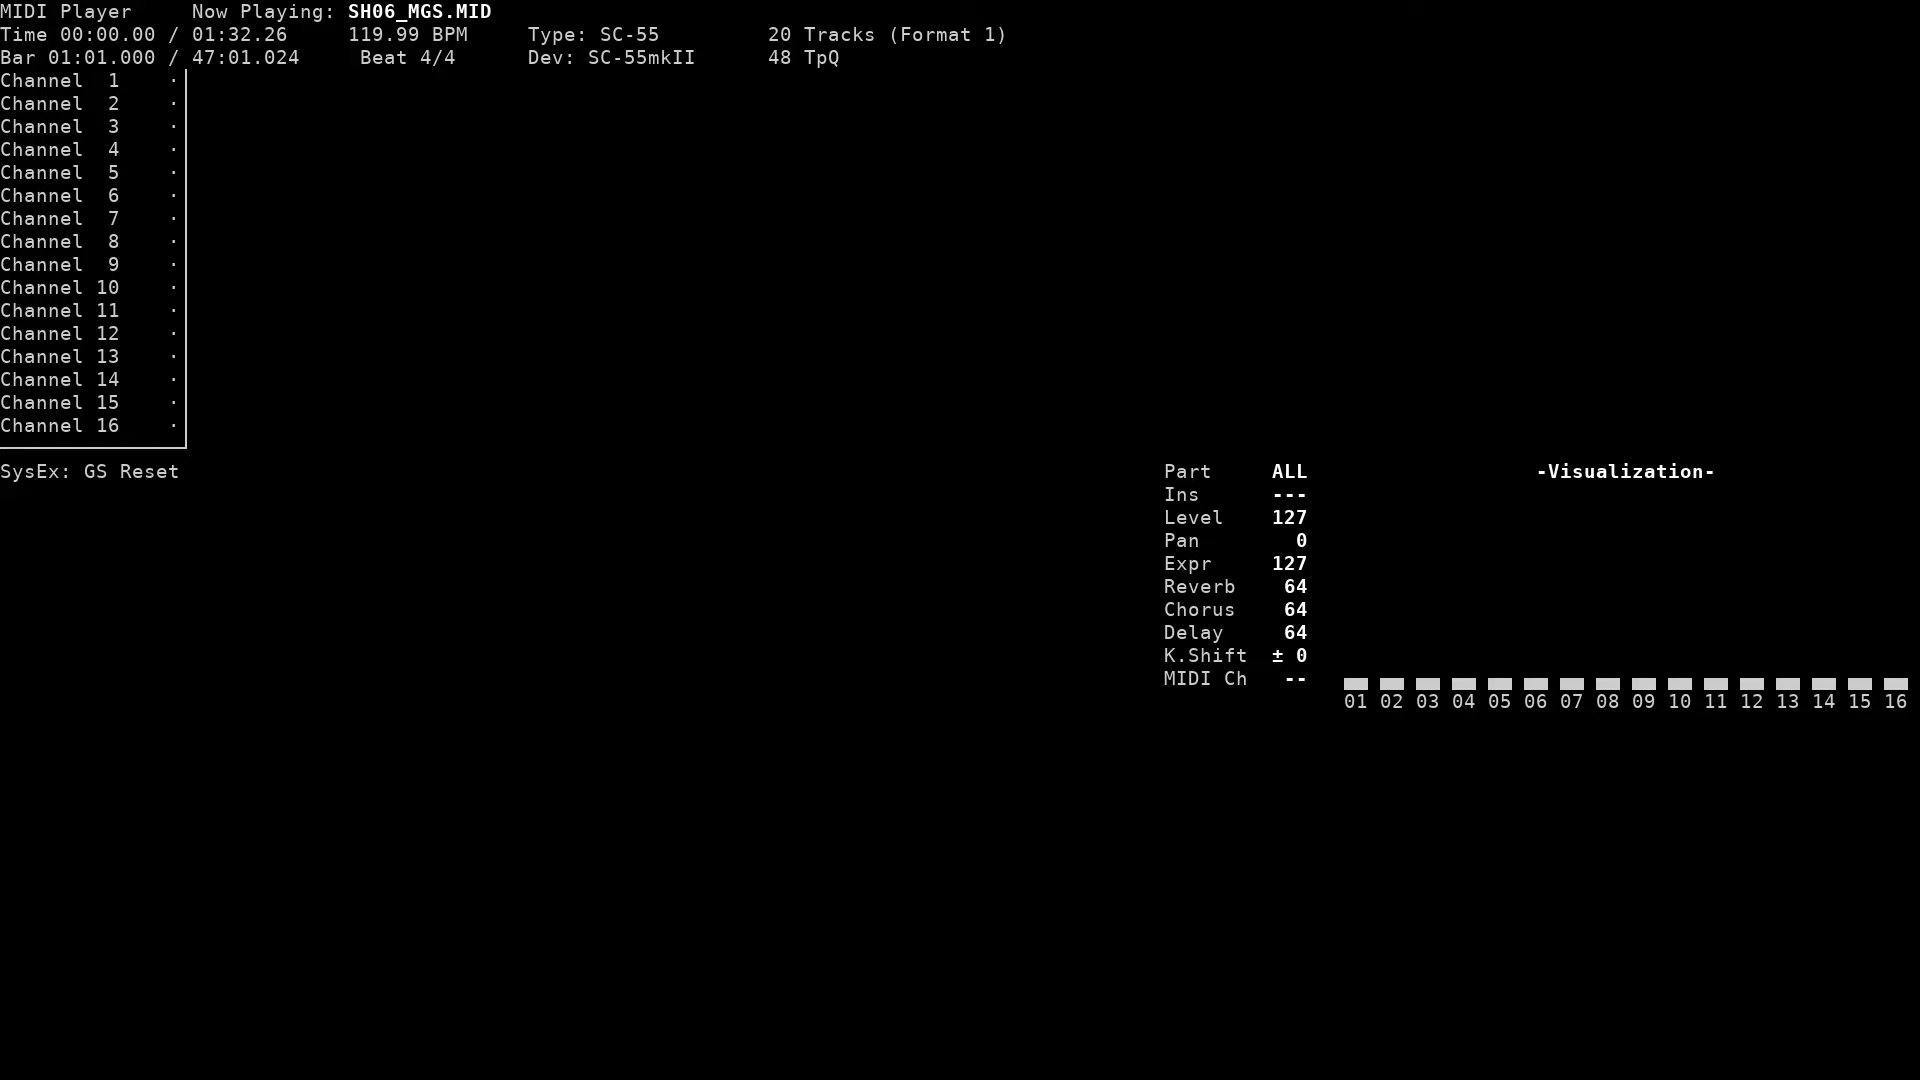 MIDI Player     Now Playing: SH06_MGS.MID
Time 00:00.00 / 01:32.26     119.99 BPM     Type: SC-55         20 Tracks (Format 1)
Bar 01:01.000 / 47:01.024     Beat 4/4      Dev: SC-55mkII      48 TpQ
Channel  1    ·
Channel  2    ·
Channel  3    ·
Channel  4    ·
Channel  5    ·
Channel  6    ·
Channel  7    ·
Channel  8    ·
Channel  9    ·
Channel 10    ·
Channel 11    ·
Channel 12    ·
Channel 13    ·
Channel 14    ·
Channel 15    ·
Channel 16    ·
SysEx: GS Reset
Part     ALL
Ins      ---
Level    127
Pan        0
Expr     127
Reverb    64
Chorus    64
Delay     64
K.Shift  ± 0
MIDI Ch   --
-Visualization-
01 02 03 04 05 06 07 08 09 10 11 12 13 14 15 16